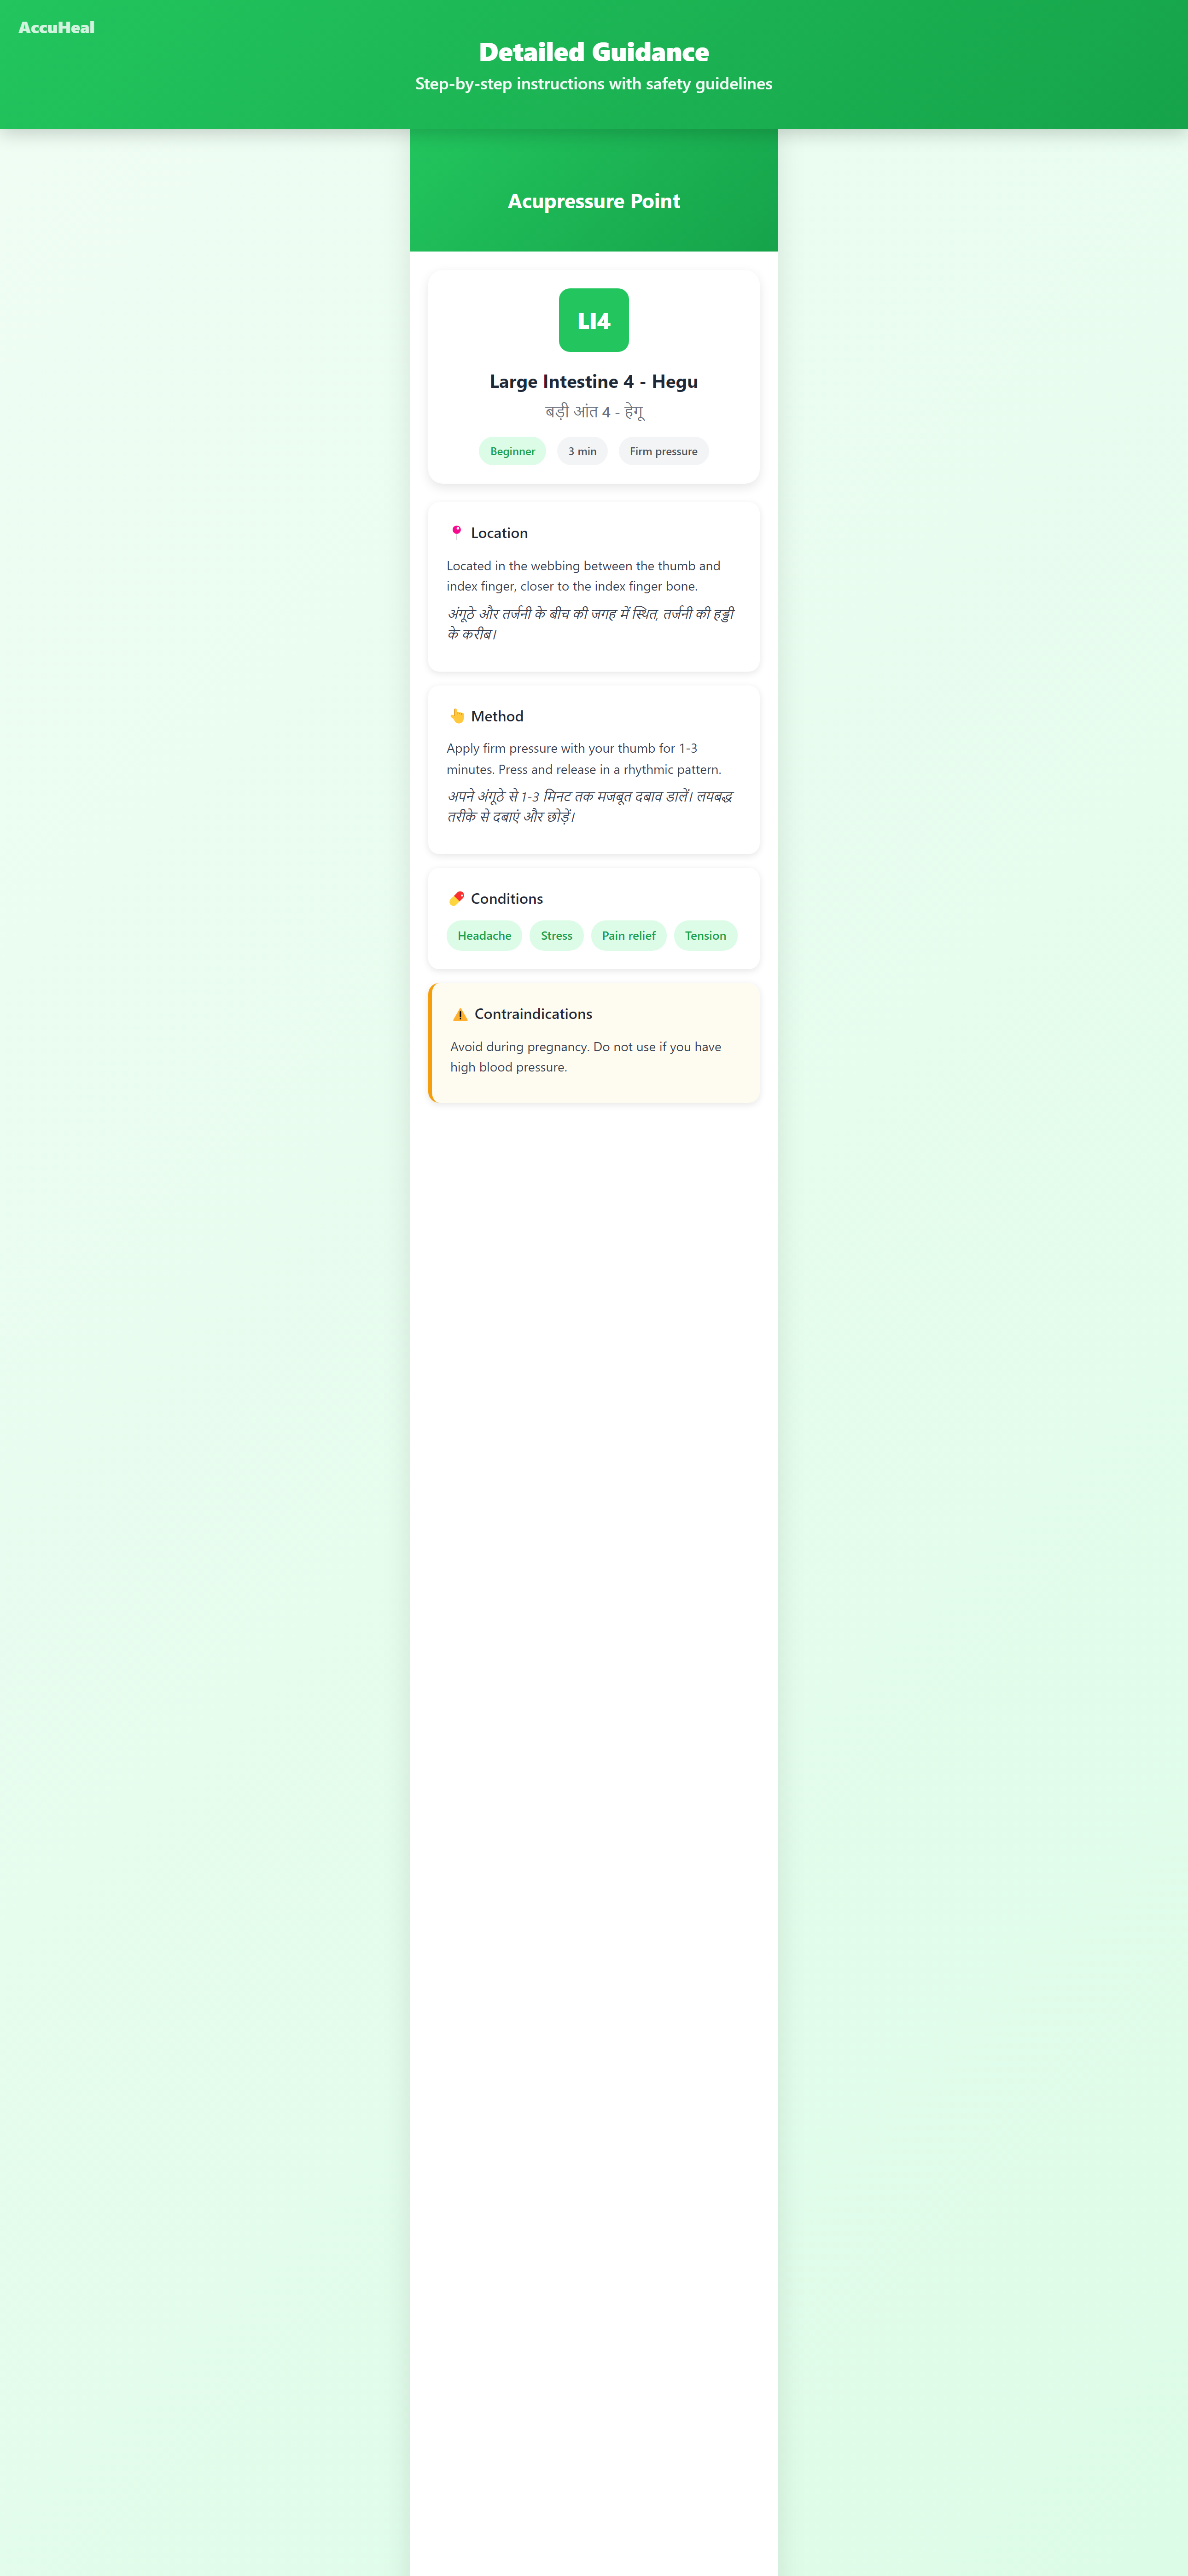 AccuHeal
Detailed Guidance
Step-by-step instructions with safety guidelines
Acupressure Point
LI4
Large Intestine 4 - Hegu
बड़ी आंत 4 - हेगू
Beginner
3 min
Firm pressure
Location
Located in the webbing between the thumb and
index finger, closer to the index finger bone.
अंगूठे और तर्जनी के बीच की जगह में स्थित, तर्जनी की हड्डी
के करीब।
Method
Apply firm pressure with your thumb for 1-3
minutes. Press and release in a rhythmic pattern.
अपने अंगूठे से 1-3 मिनट तक मजबूत दबाव डालें। लयबद्ध
तरीके से दबाएं और छोड़ें।
Conditions
Headache
Stress
Pain relief
Tension
Contraindications
Avoid during pregnancy. Do not use if you have
high blood pressure.